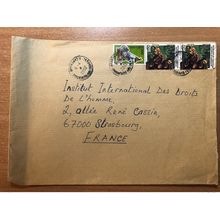 Institut International Des Droits
De L'homme,
2, allée René Cassin,
67000 Strasbourg,
FRANCE